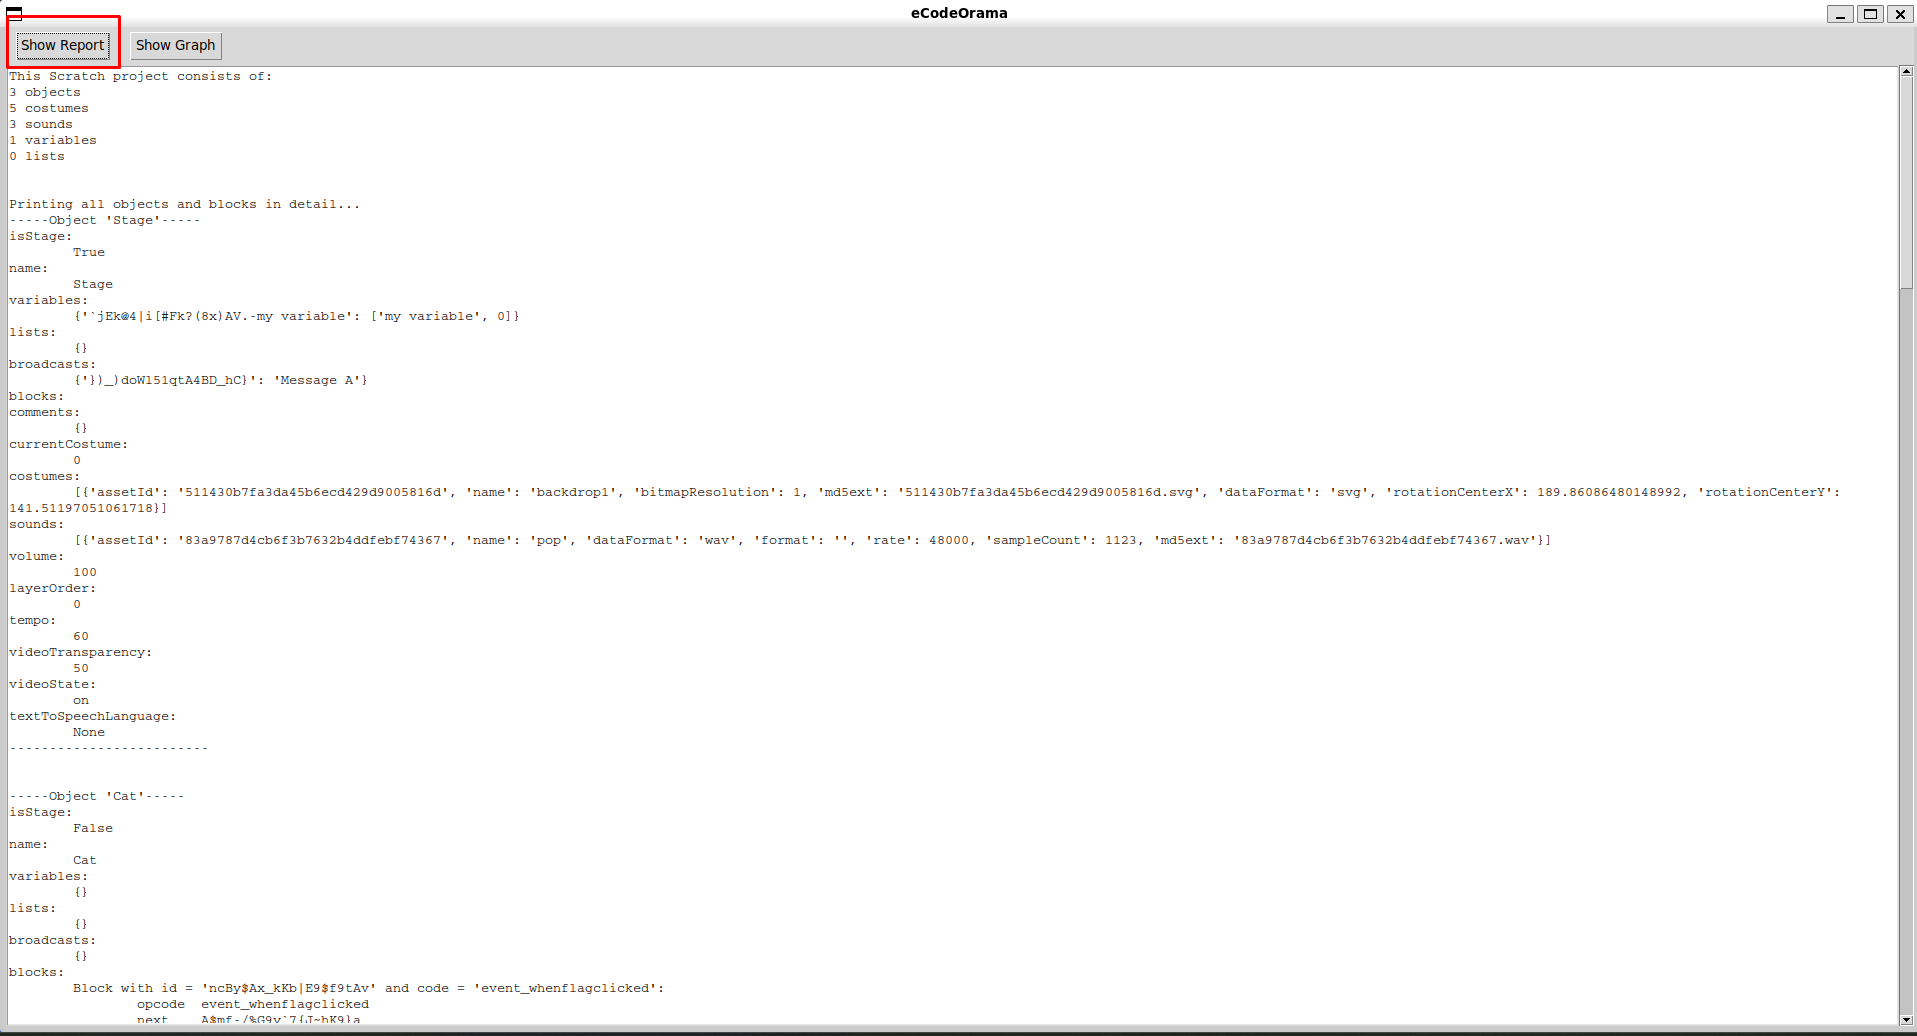 eCodeOrama
Show Report
Show Graph
This Scratch project consists of:
3 objects
5 costumes
3 sounds
1 variables
0 lists
Printing all objects and blocks in detail...
-----Object 'Stage'-----
isStage:
True
name:
Stage
variables:
{'`jEk@4|i[#Fk?(8x)AV.-my variable': ['my variable', 0]}
lists:
{}
broadcasts:
{'})_)doWl51qtA4BD_hC}': 'Message A'}
blocks:
comments:
{}
currentCostume:
0
costumes:
[{'assetId': '511430b7fa3da45b6ecd429d9005816d', 'name': 'backdrop1', 'bitmapResolution': 1, 'md5ext': '511430b7fa3da45b6ecd429d9005816d.svg', 'dataFormat': 'svg', 'rotationCenterX': 189.86086480148992, 'rotationCenterY':
141.51197051061718}]
sounds:
[{'assetId': '83a9787d4cb6f3b7632b4ddfebf74367', 'name': 'pop', 'dataFormat': 'wav', 'format': '', 'rate': 48000, 'sampleCount': 1123, 'md5ext': '83a9787d4cb6f3b7632b4ddfebf74367.wav'}]
volume:
100
layerOrder:
0
tempo:
60
videoTransparency:
50
videoState:
on
textToSpeechLanguage:
None
-------------------------
-----Object 'Cat'-----
isStage:
False
name:
Cat
variables:
{}
lists:
{}
broadcasts:
{}
blocks:
Block with id = 'ncBy$Ax_kKb|E9$f9tAv' and code = 'event_whenflagclicked':
opcode event_whenflagclicked
next A$mf-/%G9v`7{J~hK9}a